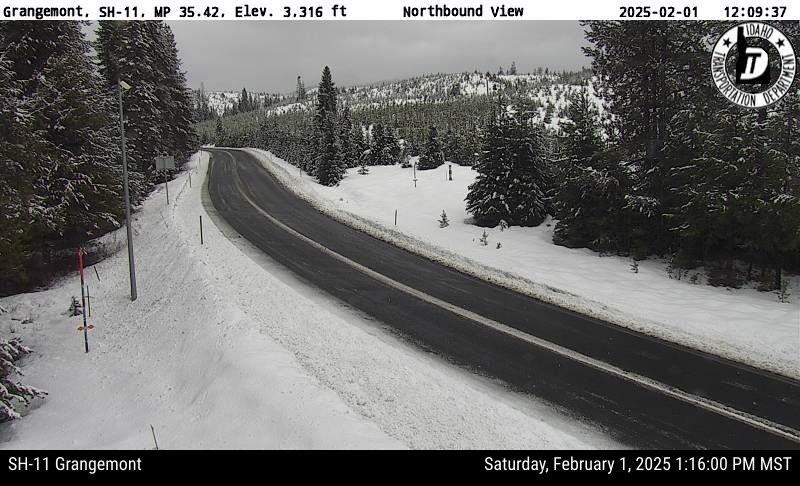 Grangemont, SH-11, MP 35.42, Elev. 3,316 ft Northbound View 2025-02-01 12:09:37
IDAHO
TRANSPORTATION DEPARTMENT
SH-11 Grangemont Saturday, February 1, 2025 1:16:00 PM MST